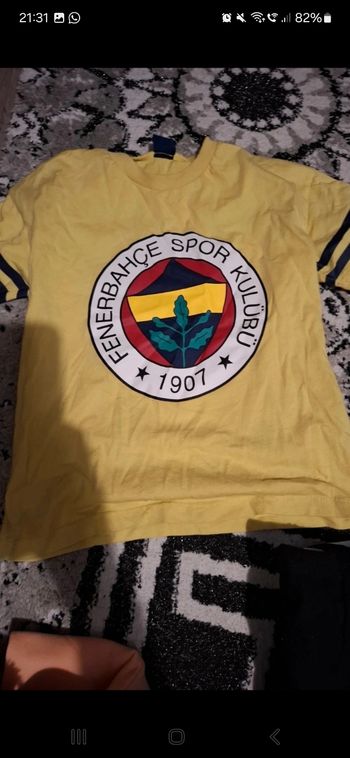 21:31
82%
FENERBAHÇE SPOR KULÜBÜ
★ 1907 ★